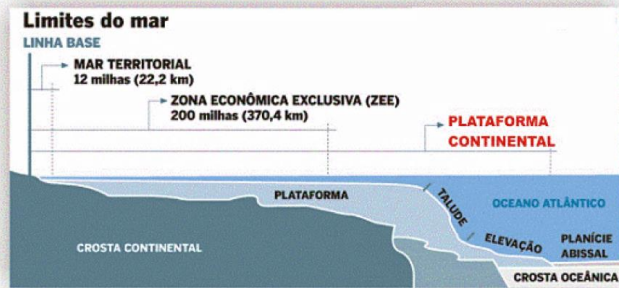 Limites do mar
LINHA BASE
MAR TERRITORIAL
12 milhas (22,2 km)
ZONA ECONÔMICA EXCLUSIVA (ZEE)
200 milhas (370,4 km)
PLATAFORMA
CONTINENTAL
PLATAFORMA
TALUDE
OCEANO ATLÂNTICO
ELEVAÇÃO
PLANÍCIE
ABISSAL
CROSTA CONTINENTAL
CROSTA OCEÂNICA